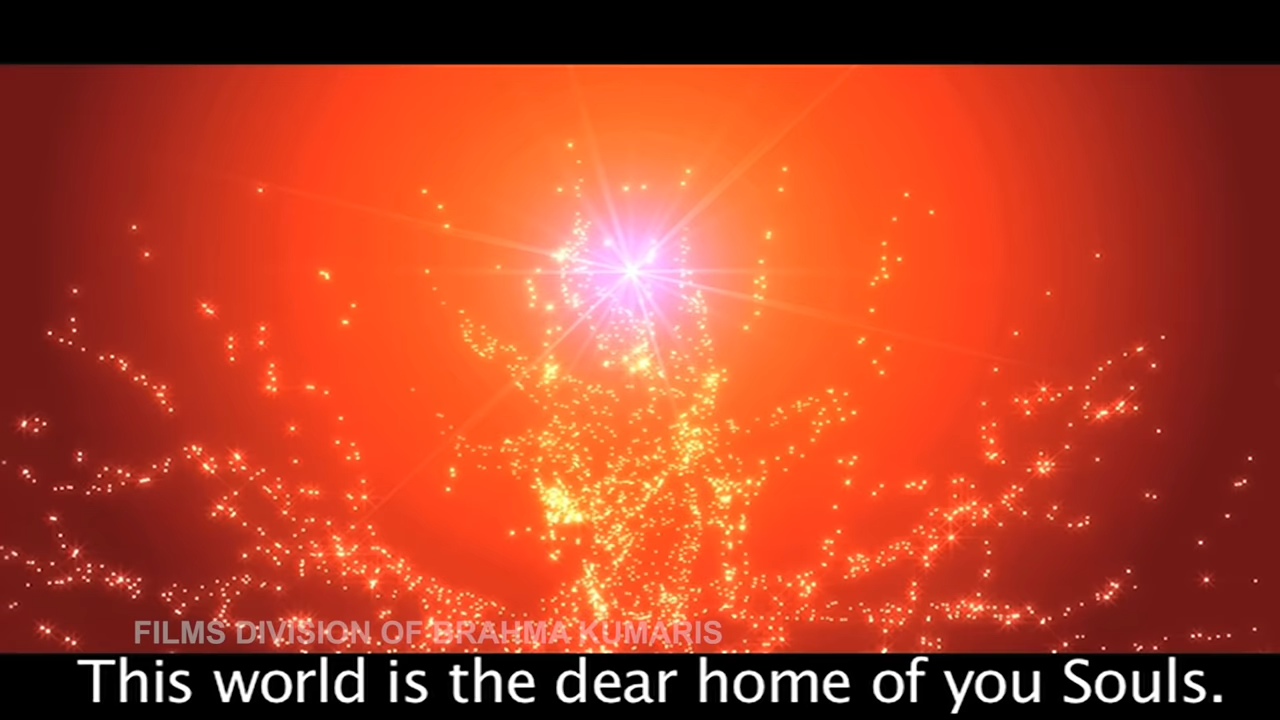 FILMS DIVISION OF BRAHMA KUMARIS
This world is the dear home of you Souls.